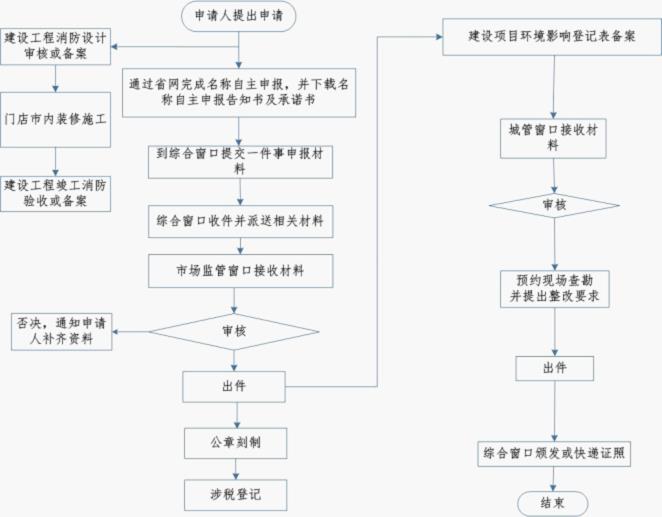 申请人提出申请
建设工程消防设计
审核或备案
门店市内装修施工
建设工程竣工消防
验收或备案
通过省网完成名称自主申报，并下载名
称自主申报告知书及承诺书
到综合窗口提交一件事申报材
料
综合窗口收件并派送相关材料
市场监管窗口接收材料
审核
否决，通知申请
人补齐资料
出件
公章刻制
涉税登记
建设项目环境影响登记表备案
城管窗口接收材
料
审核
预约现场查勘
并提出整改要求
出件
综合窗口颁发或快递证照
结束